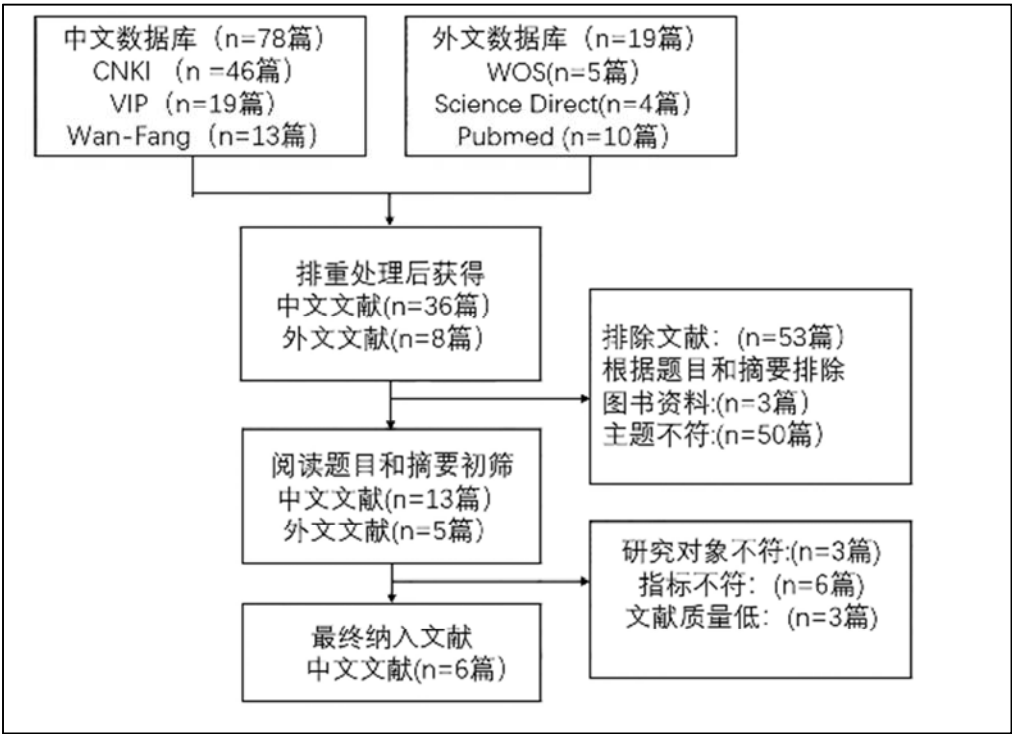 中文数据库（n=78篇）
CNKI （n =46篇）
VIP（n=19篇）
Wan-Fang（n=13篇）
外文数据库（n=19篇）
WOS(n=5篇）
Science Direct(n=4篇）
Pubmed (n=10篇）
排重处理后获得
中文文献(n=36篇）
外文文献(n=8篇）
排除文献：(n=53篇）
根据题目和摘要排除
图书资料:(n=3篇）
主题不符:(n=50篇）
阅读题目和摘要初筛
中文文献(n=13篇）
外文文献(n=5篇）
研究对象不符:(n=3篇)
指标不符：(n=6篇)
文献质量低：(n=3篇)
最终纳入文献
中文文献(n=6篇）